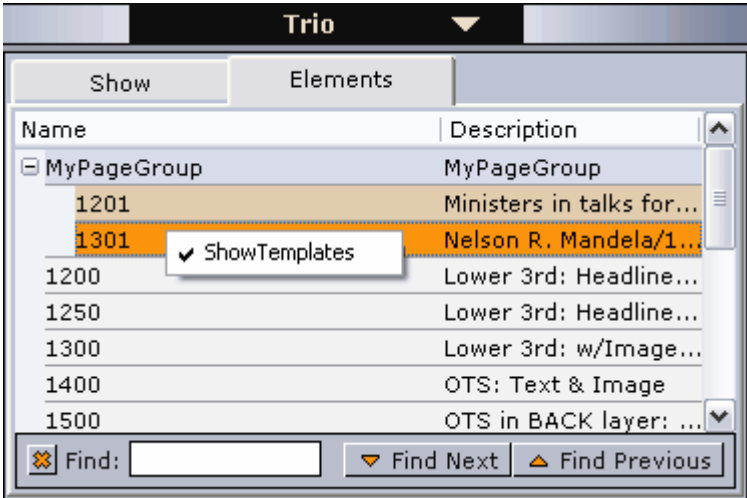 Trio
Show Elements
Name Description
MyPageGroup MyPageGroup
1201 Ministers in talks for...
1301 Nelson R. Mandela/1...
ShowTemplates
1200 Lower 3rd: Headline...
1250 Lower 3rd: Headline...
1300 Lower 3rd: w/Image...
1400 OTS: Text & Image
1500 OTS in BACK layer: ...
Find: Find Next Find Previous